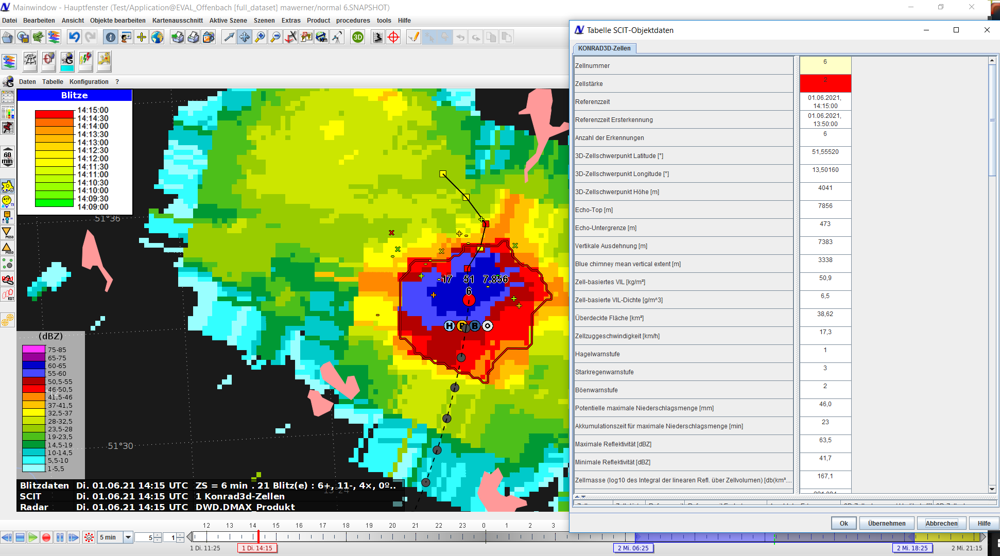 Mainwindow - Hauptfenster (Test/Application@EVAL_Offenbach [full_dataset] mawerner/normal 6.SNAPSHOT)
Datei Bearbeiten Ansicht Objekte bearbeiten Kartenausschnitt Aktive Szene Szenen Extras Product procedures tools Hilfe
3D
km
G
Daten Tabelle Konfiguration ?
60
min
417
73
MESO
MESO
Rad
RDT
Blitze
14:15:00
14:14:30
14:14:00
14:13:30
14:13:00
14:12:30
14:12:00
14:11:30
14:11:00
14:10:30
14:10:00
14:09:30
14:09:00
51°36
51°30
13°24
-17 51 7.856
6
H B O
(dBZ)
75-85
65-75
60-65
55-60
50,5-55
46-50,5
41,5-46
37-41,5
32,5-37
28-32,5
23,5-28
19-23,5
14,5-19
10-14,5
5,5-10
1-5,5
Blitzdaten Di. 01.06.21 14:15 UTC ZS = 6 min . 21 Blitz(e) : 6+, 11-, 4×, 0º..
SCIT Di. 01.06.21 14:15 UTC 1 Konrad3d-Zellen
Radar Di. 01.06.21 14:15 UTC DWD.DMAX_Produkt
Tabelle SCIT-Objektdaten
KONRAD3D-Zellen
Zellnummer 6
Zellstärke 2
Referenzzeit 01.06.2021, 14:15:00
Referenzzeit Ersterkennung 01.06.2021, 13:50:00
Anzahl der Erkennungen 6
3D-Zellschwerpunkt Latitude [°] 51,55520
3D-Zellschwerpunkt Longitude [°] 13,50160
3D-Zellschwerpunkt Höhe [m] 4041
Echo-Top [m] 7856
Echo-Untergrenze [m] 473
Vertikale Ausdehnung [m] 7383
Blue chimney mean vertical extent [m] 3338
Zell-basiertes VIL [kg/m²] 50,9
Zell-basierte VIL-Dichte [g/m^3] 6,5
Überdeckte Fläche [km²] 38,62
Zellzuggeschwindigkeit [km/h] 17,3
Hagelwarnstufe 1
Starkregenwarnstufe 3
Böenwarnstufe 2
Potentielle maximale Niederschlagsmenge [mm] 46,0
Akkumulationszeit für maximale Niederschlagsmenge [min] 23
Maximale Reflektivität [dBZ] 63,5
Minimale Reflektivität [dBZ] 41,7
Zellmasse (log10 des Integral der linearen Refl. über Zellvolumen) [db(km³.... 167,1
Ok Übernehmen Abbrechen Hilfe
12 13 14 15 16 17 18 19 20 21 22 23 0 1 2 3
5 min 5 1
1 Di. 11:25 1 Di. 14:15 2 Mi. 06:25 2 Mi. 18:25 2 Mi. 21:15